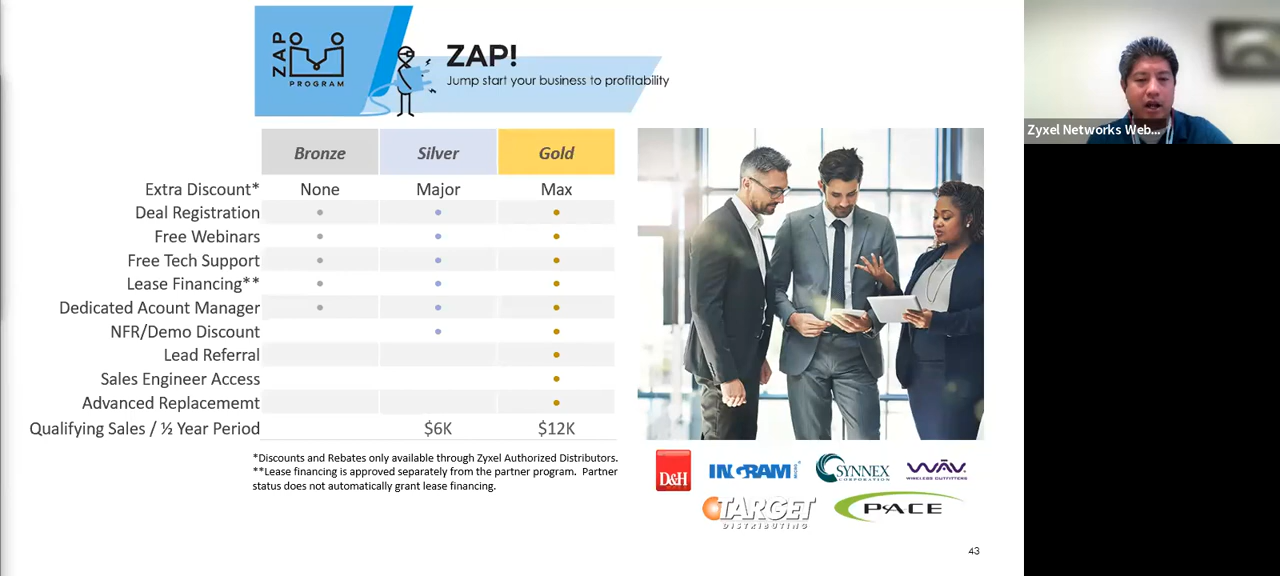 ZAP
PROGRAM
ZAP!
Jump start your business to profitability
Zyxel Networks Web...
Bronze Silver Gold
Extra Discount* None Major Max
Deal Registration • • •
Free Webinars • • •
Free Tech Support • • •
Lease Financing** • • •
Dedicated Acount Manager • • •
NFR/Demo Discount • •
Lead Referral •
Sales Engineer Access •
Advanced Replacememt •
Qualifying Sales / ½ Year Period $6K $12K
*Discounts and Rebates only available through Zyxel Authorized Distributors.
**Lease financing is approved separately from the partner program. Partner
status does not automatically grant lease financing.
D&H
INGRAM MICRO
SYNNEX
CORPORATION
WAV
WIRELESS OUTFITTERS
TARGET
DISTRIBUTING
PACE
43